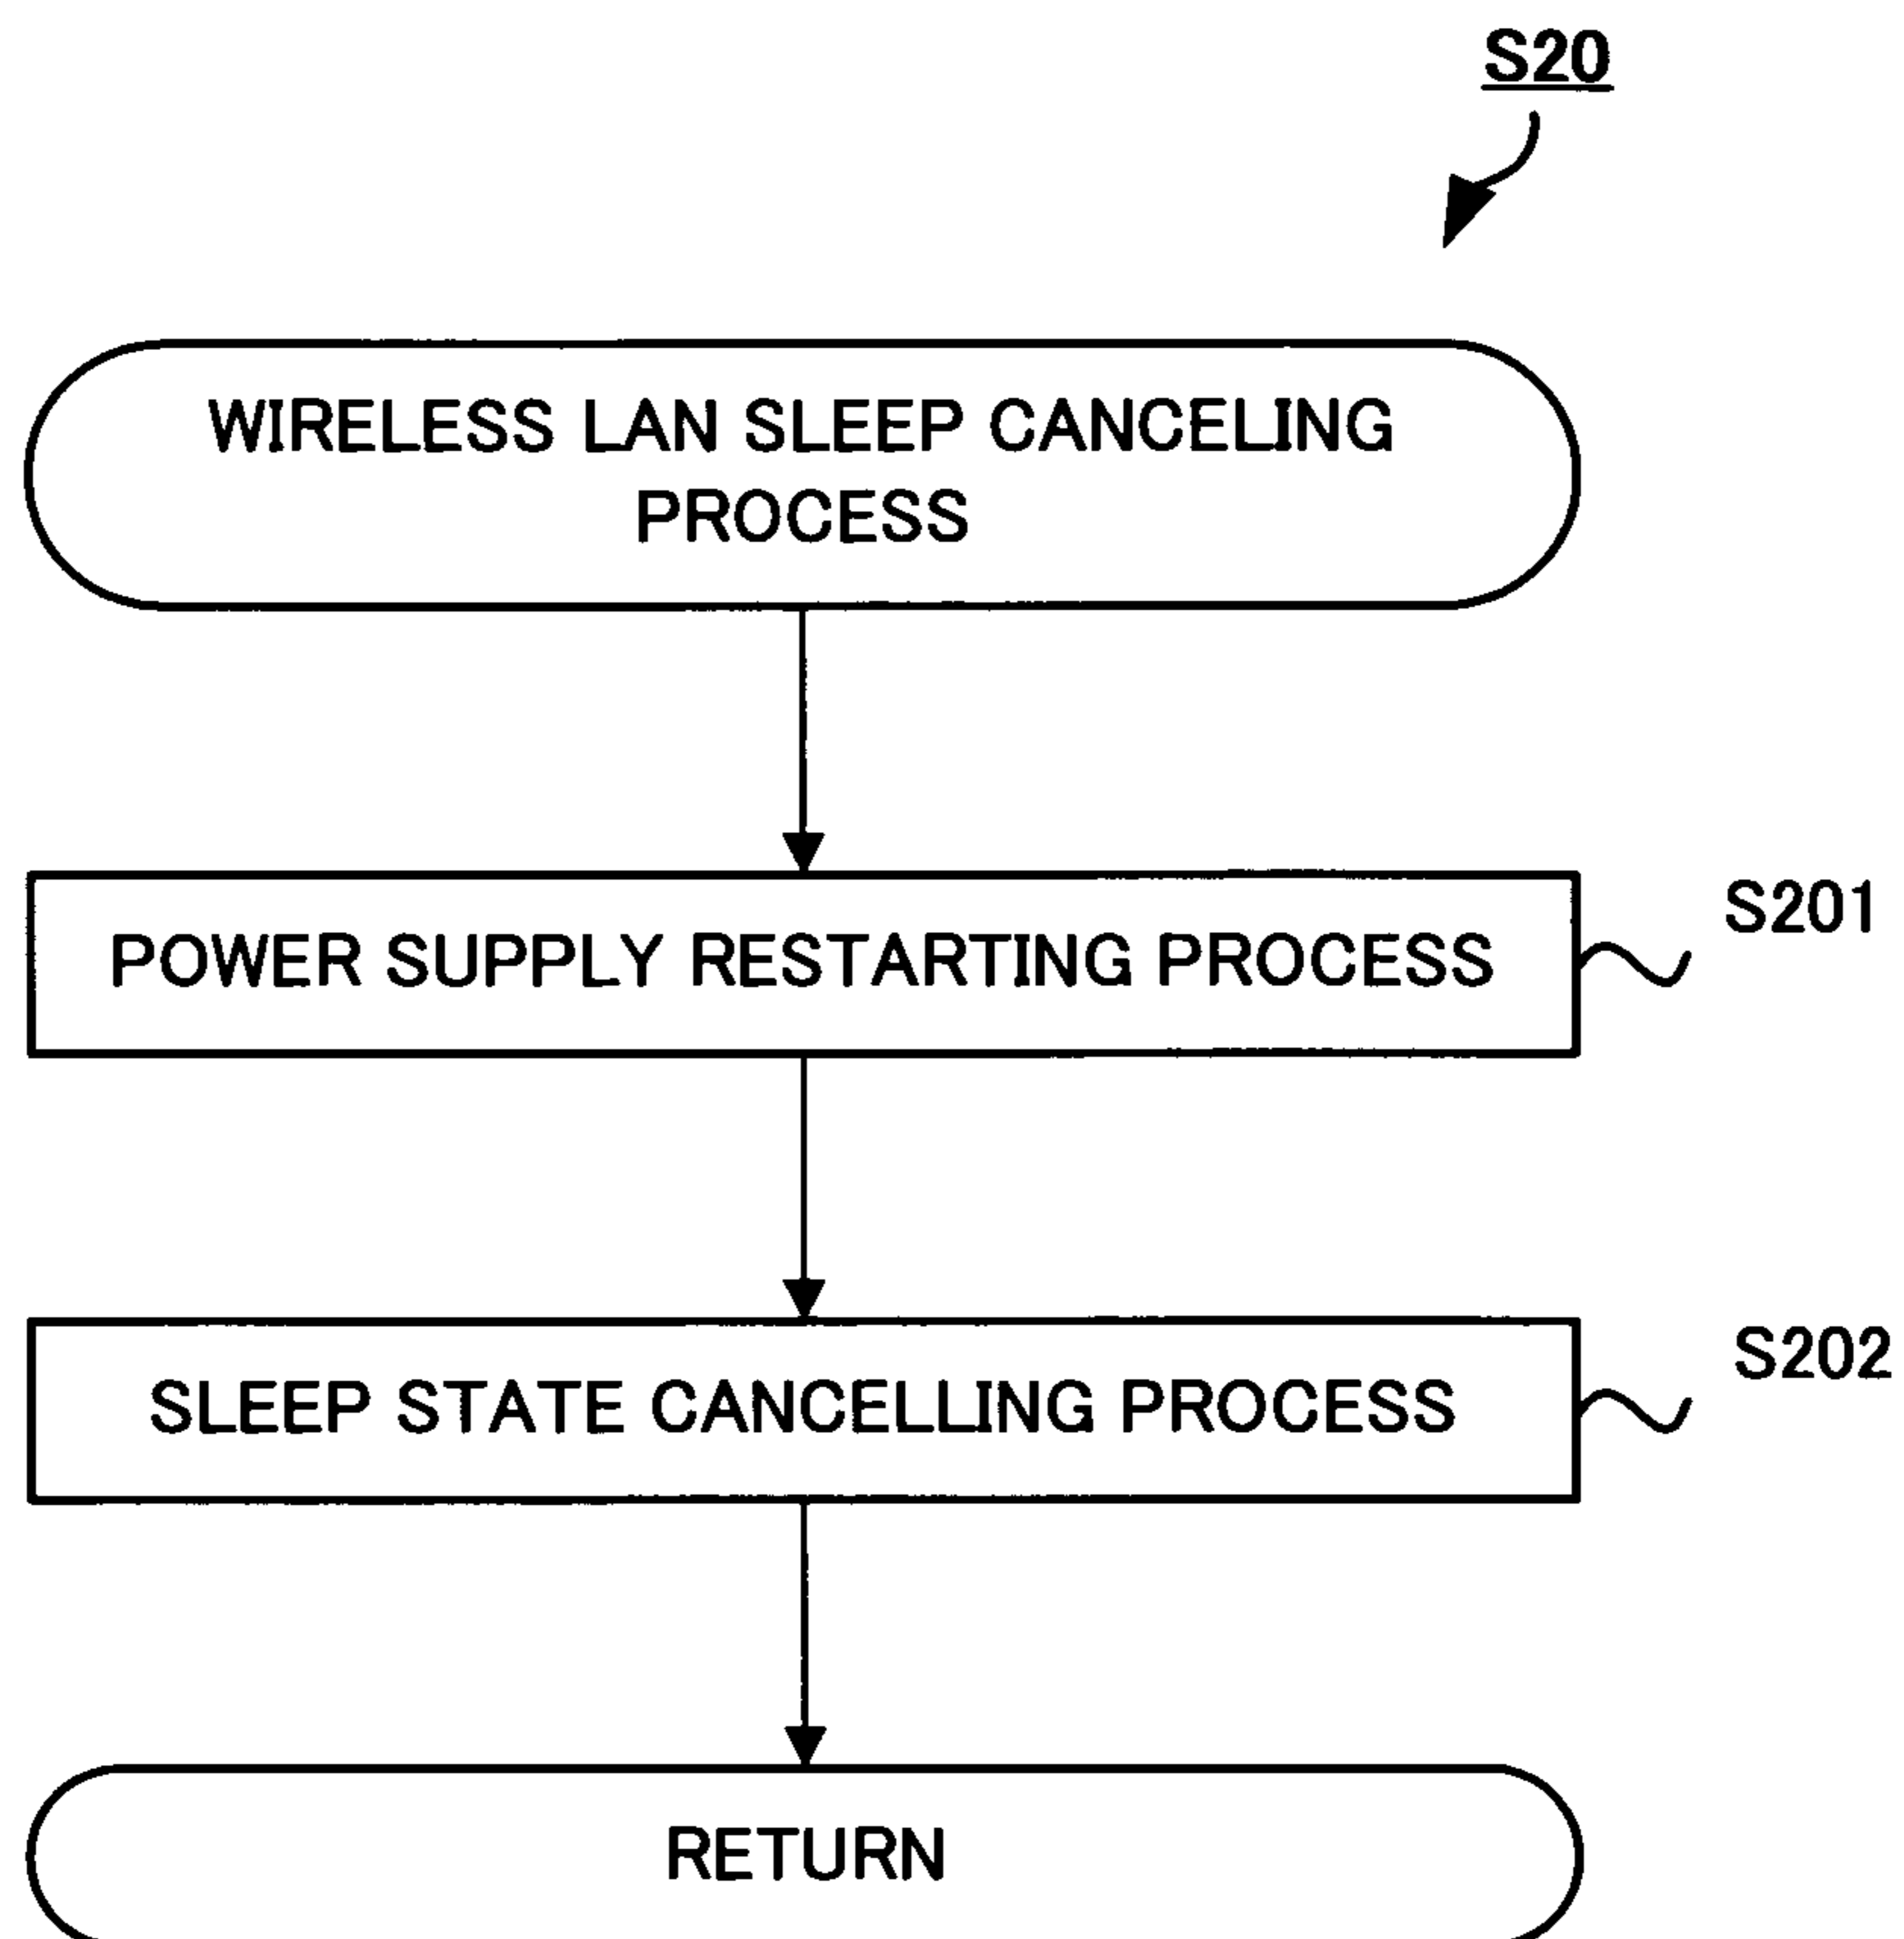 S20
WIRELESS LAN SLEEP CANCELING
PROCESS
POWER SUPPLY RESTARTING PROCESS
S201
SLEEP STATE CANCELLING PROCESS
S202
RETURN